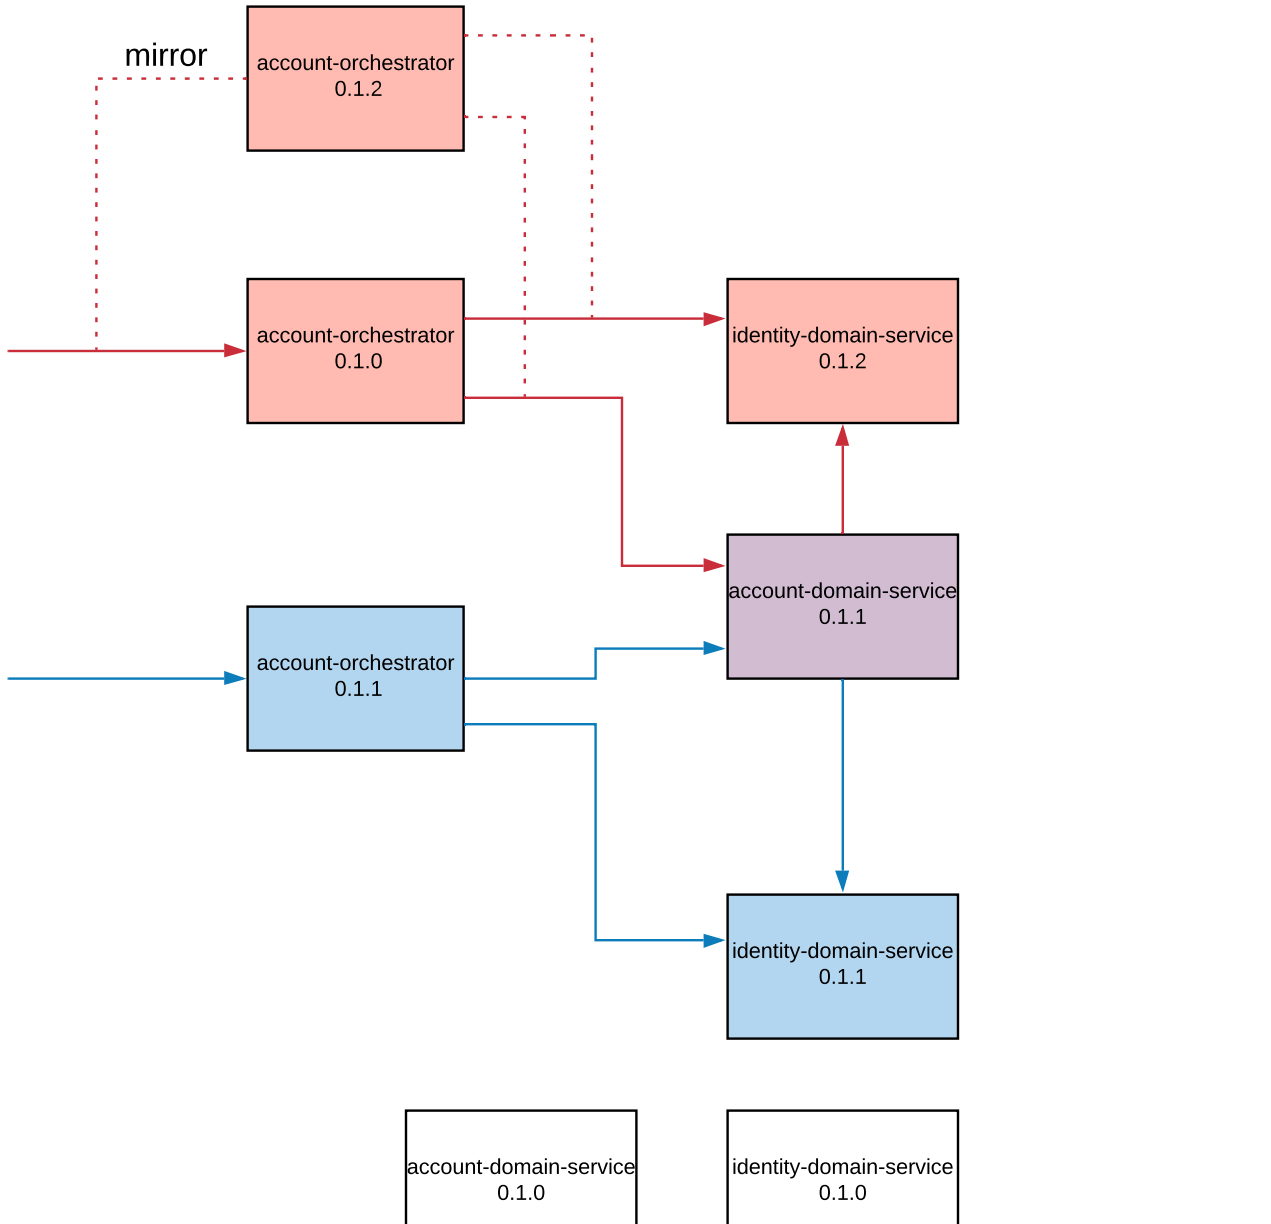 mirror
account-orchestrator
0.1.2
account-orchestrator
0.1.0
identity-domain-service
0.1.2
account-domain-service
0.1.1
account-orchestrator
0.1.1
identity-domain-service
0.1.1
account-domain-service
0.1.0
identity-domain-service
0.1.0